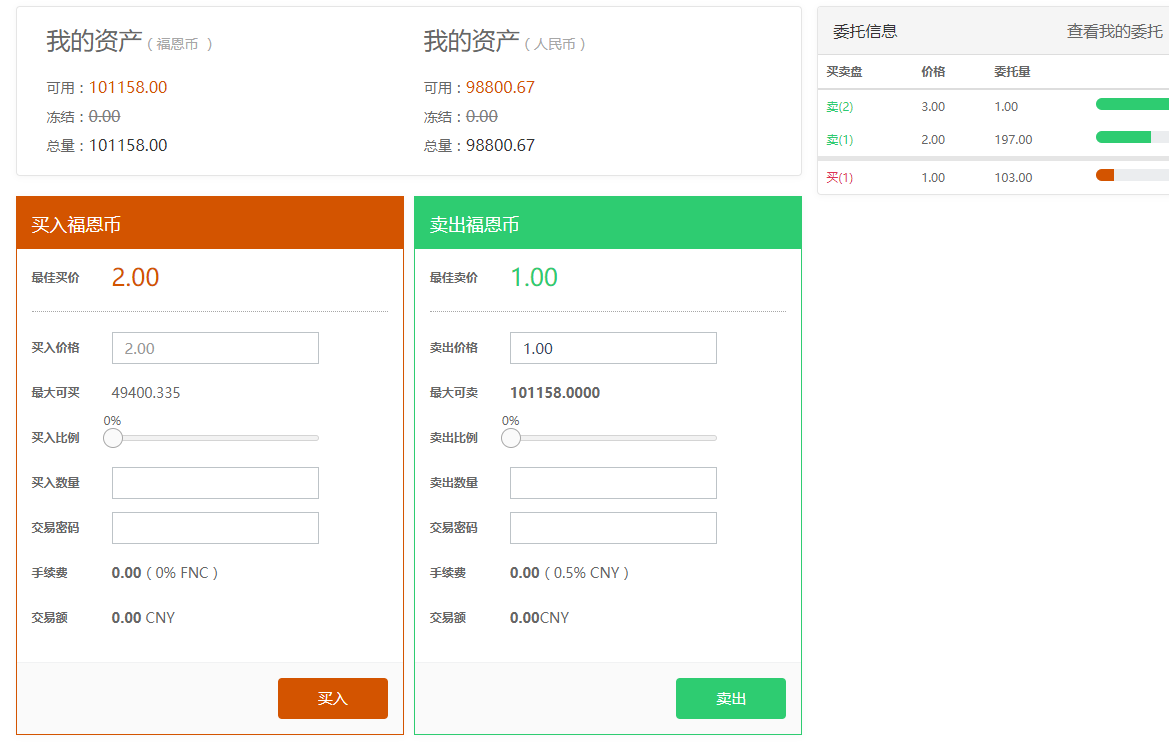 我的资产 ( 福恩币 )
可用：101158.00
冻结：0.00
总量：101158.00
我的资产 ( 人民币 )
可用：98800.67
冻结：0.00
总量：98800.67
买入福恩币
最佳买价 2.00
买入价格 2.00
最大可买 49400.335
0%
买入比例
买入数量
交易密码
手续费 0.00 ( 0% FNC )
交易额 0.00 CNY
买入
卖出福恩币
最佳卖价 1.00
卖出价格 1.00
最大可卖 101158.0000
0%
卖出比例
卖出数量
交易密码
手续费 0.00 ( 0.5% CNY )
交易额 0.00CNY
卖出
委托信息 查看我的委托
买卖盘 价格 委托量
卖(2) 3.00 1.00
卖(1) 2.00 197.00
买(1) 1.00 103.00